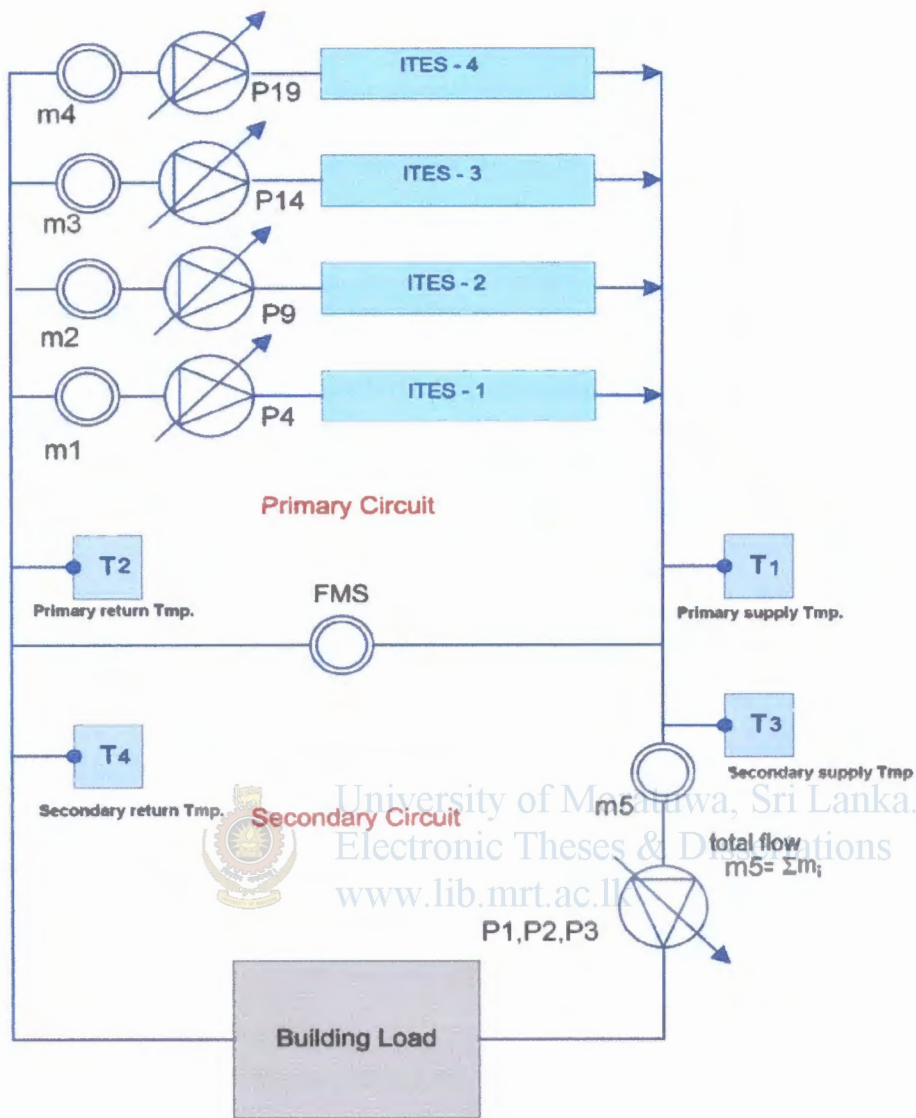 ITES - 4
P19
m4
ITES - 3
P14
m3
ITES - 2
P9
m2
ITES - 1
P4
m1
Primary Circuit
T2
Primary return Tmp.
FMS
T1
Primary supply Tmp.
T4
Secondary return Tmp.
T3
Secondary supply Tmp
Secondary Circuit
m5
total flow
m5= Σmi
University of Moratuwa, Sri Lanka.
Electronic Theses & Dissertations
www.lib.mrt.ac.lk
P1,P2,P3
Building Load